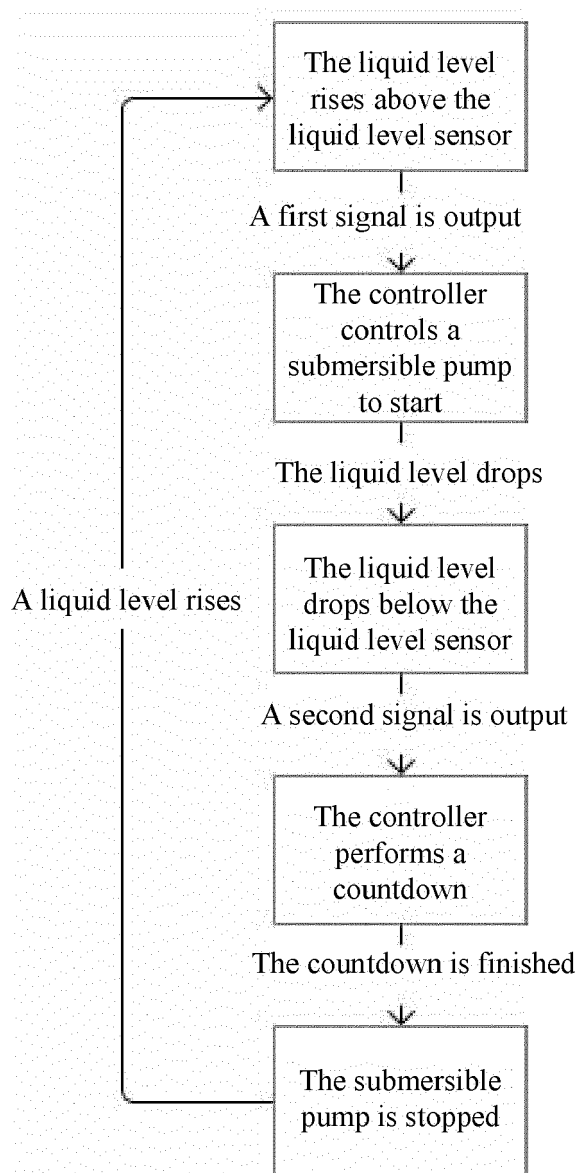 The liquid level
rises above the
liquid level sensor
A first signal is output
The controller
controls a
submersible pump
to start
The liquid level drops
The liquid level
drops below the
liquid level sensor
A liquid level rises
A second signal is output
The controller
performs a
countdown
The countdown is finished
The submersible
pump is stopped